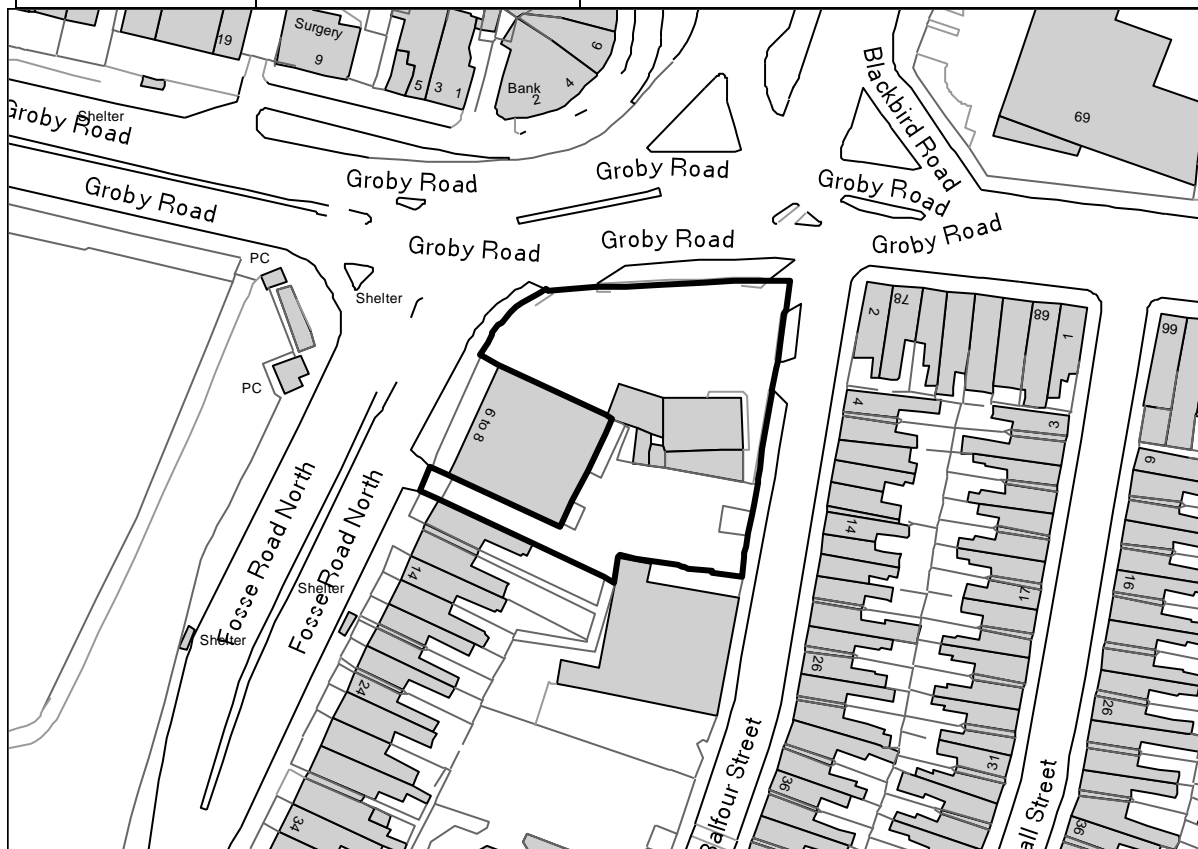 19
Surgery
9
5
3
1
Bank
2
4
6
Blackbird Road
69
Shelter
Groby Road
Groby Road
Groby Road
Groby Road
Groby Road
Groby Road
Groby Road
Groby Road
PC
Shelter
PC
2
78
68
1
66
6 to 8
4
3
6
14
14
17
16
Fosse Road North
Fosse Road North
Shelter
Shelter
24
26
26
31
34
36
36
Balfour Street
all Street